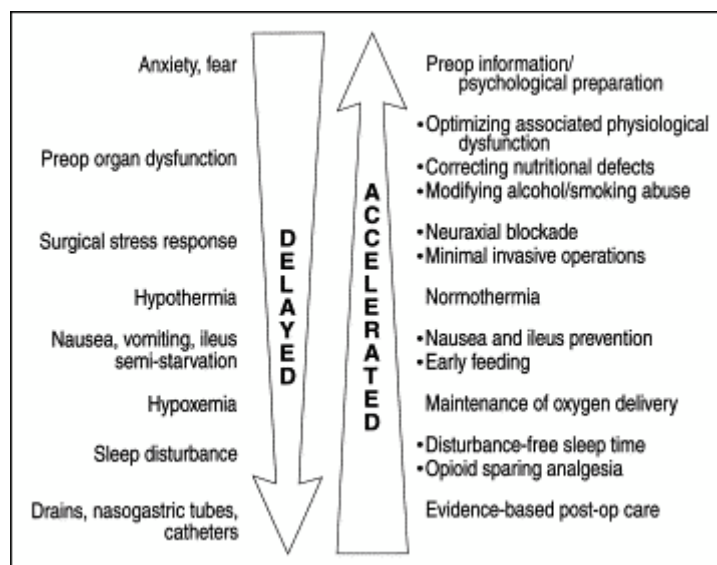 Anxiety, fear
Preop organ dysfunction
Surgical stress response
Hypothermia
Nausea, vomiting, ileus
semi-starvation
Hypoxemia
Sleep disturbance
Drains, nasogastric tubes,
catheters
DELAYED
ACCELERATED
Preop information/
psychological preparation
•Optimizing associated physiological
dysfunction
•Correcting nutritional defects
•Modifying alcohol/smoking abuse
•Neuraxial blockade
•Minimal invasive operations
Normothermia
•Nausea and ileus prevention
•Early feeding
Maintenance of oxygen delivery
•Disturbance-free sleep time
•Opioid sparing analgesia
Evidence-based post-op care